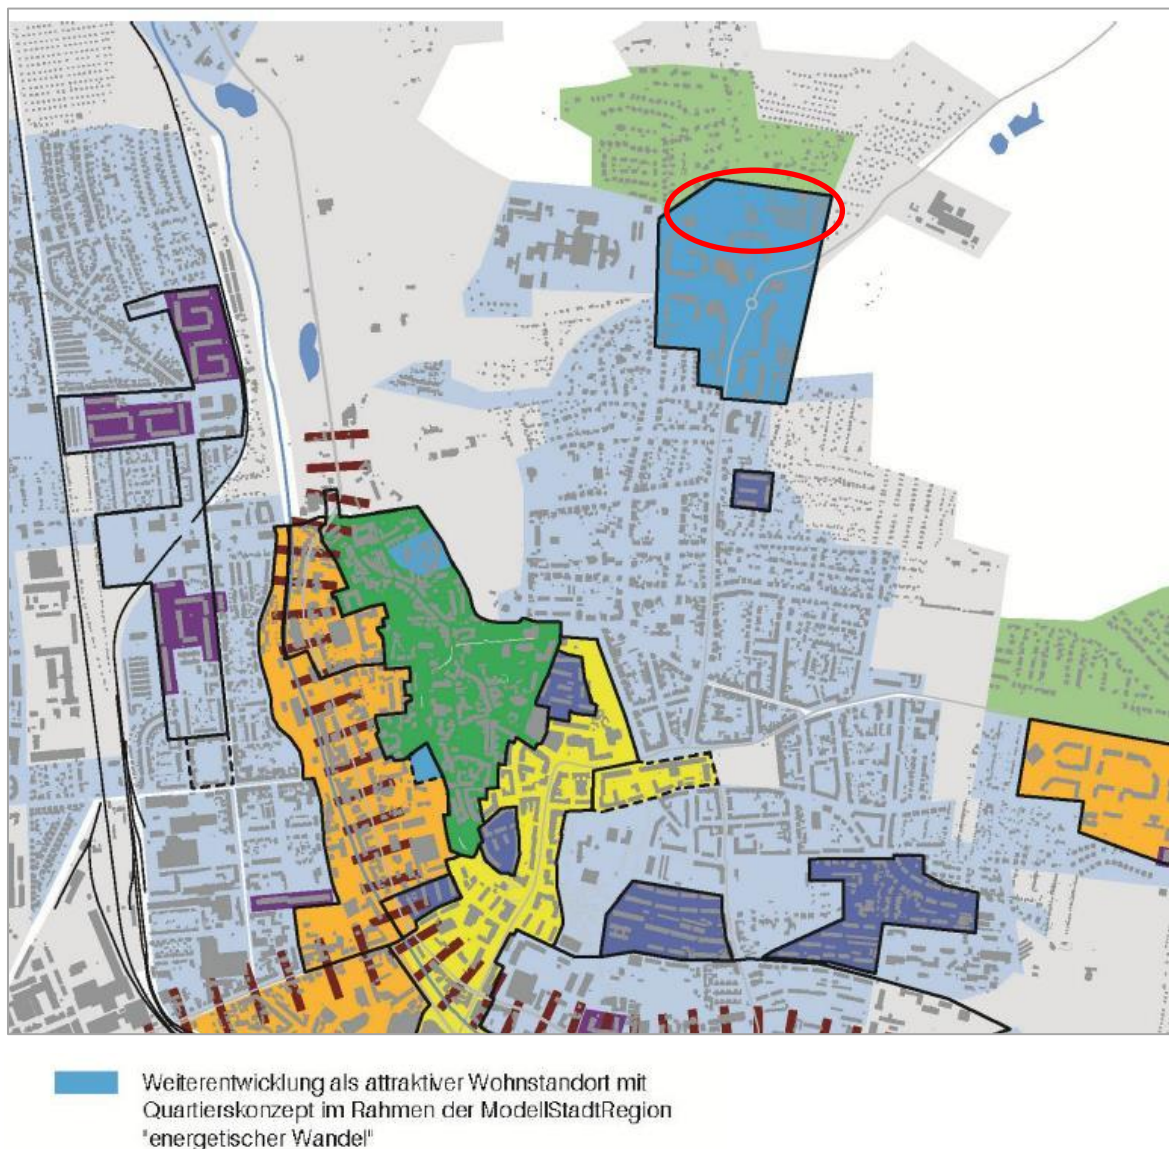 Weiterentwicklung als attraktiver Wohnstandort mit
Quartierskonzept im Rahmen der ModellStadtRegion
"energetischer Wandel"